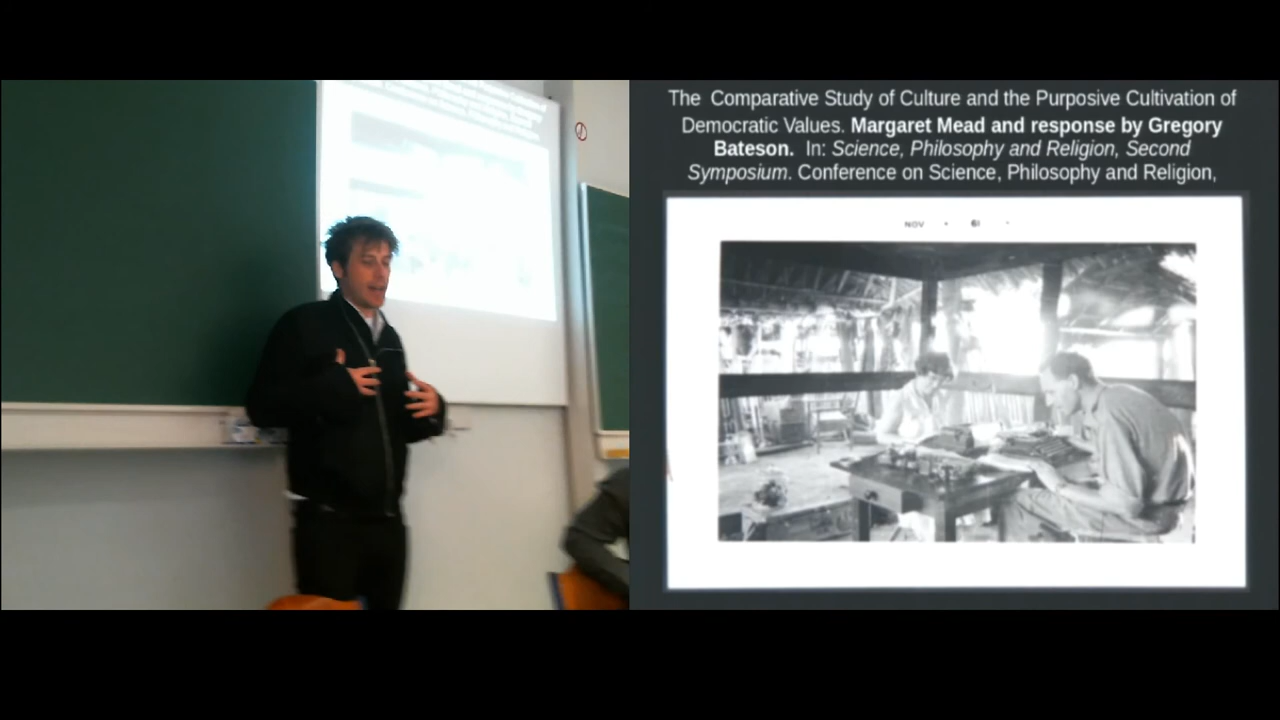 The Comparative Study of Culture and the Purposive Cultivation of
Democratic Values. Margaret Mead and response by Gregory
Bateson. In: Science, Philosophy and Religion, Second
Symposium. Conference on Science, Philosophy and Religion,
NOV